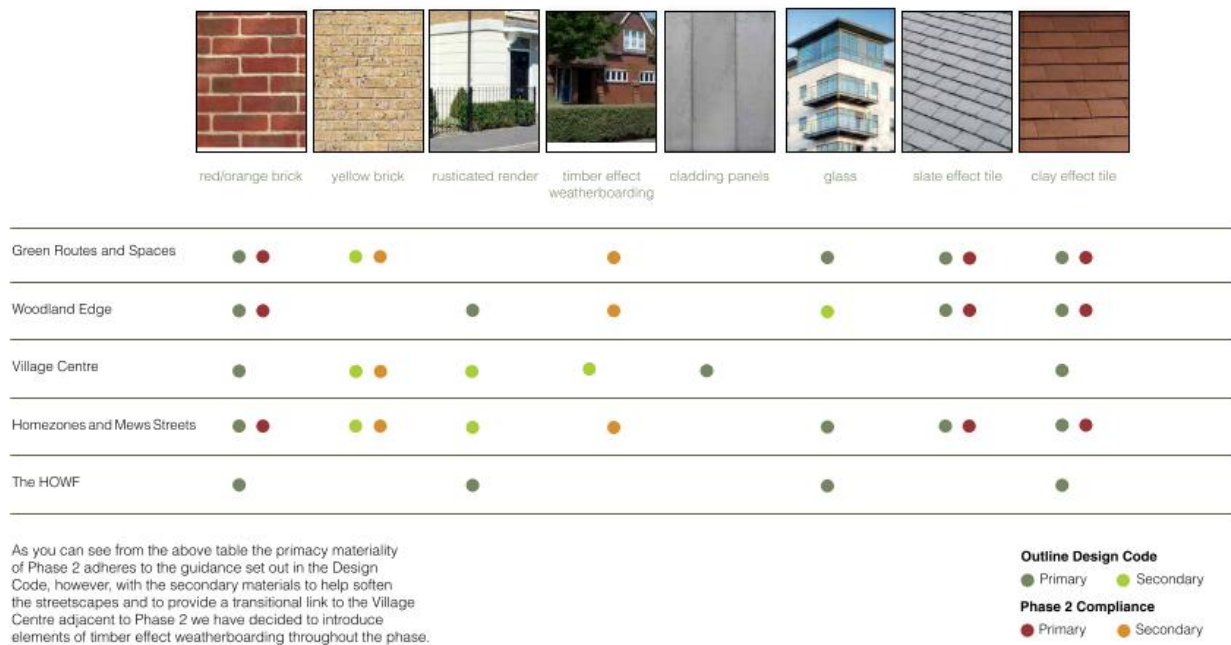 red/orange brick
yellow brick
rusticated render
timber effect
weatherboarding
cladding panels
glass
slate effect tile
clay effect tile
Green Routes and Spaces
Woodland Edge
Village Centre
Homezones and Mews Streets
The HOWF
As you can see from the above table the primacy materiality
of Phase 2 adheres to the guidance set out in the Design
Code, however, with the secondary materials to help soften
the streetscapes and to provide a transitional link to the Village
Centre adjacent to Phase 2 we have decided to introduce
elements of timber effect weatherboarding throughout the phase.
Outline Design Code
Primary Secondary
Phase 2 Compliance
Primary Secondary